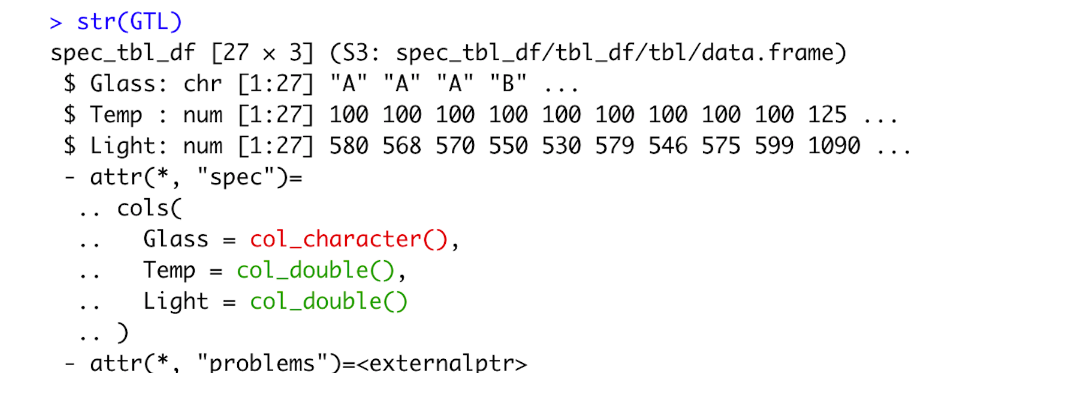 > str(GTL)
spec_tbl_df [27 × 3] (S3: spec_tbl_df/tbl_df/tbl/data.frame)
 $ Glass: chr [1:27] "A" "A" "A" "B" ...
 $ Temp : num [1:27] 100 100 100 100 100 100 100 100 100 125 ...
 $ Light: num [1:27] 580 568 570 550 530 579 546 575 599 1090 ...
 - attr(*, "spec")=
  .. cols(
  ..   Glass = col_character(),
  ..   Temp = col_double(),
  ..   Light = col_double()
  .. )
 - attr(*, "problems")=<externalptr>